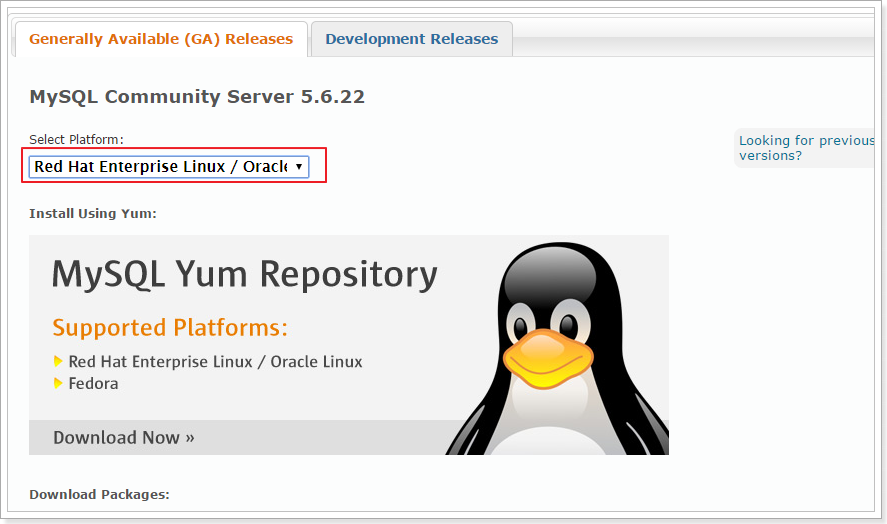 Generally Available (GA) Releases
Development Releases
MySQL Community Server 5.6.22
Select Platform:
Looking for previous
versions?
Red Hat Enterprise Linux / Oracle
Install Using Yum:
MySQL Yum Repository
Supported Platforms:
Red Hat Enterprise Linux / Oracle Linux
Fedora
Download Now »
Download Packages: